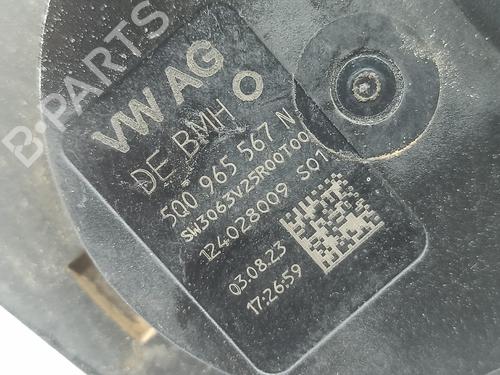 B-PARTS
VW AG
DE BMH
5Q0 965 567 N
SW3063V25R00T00
124028009 S01
03.08.23
17:26:59